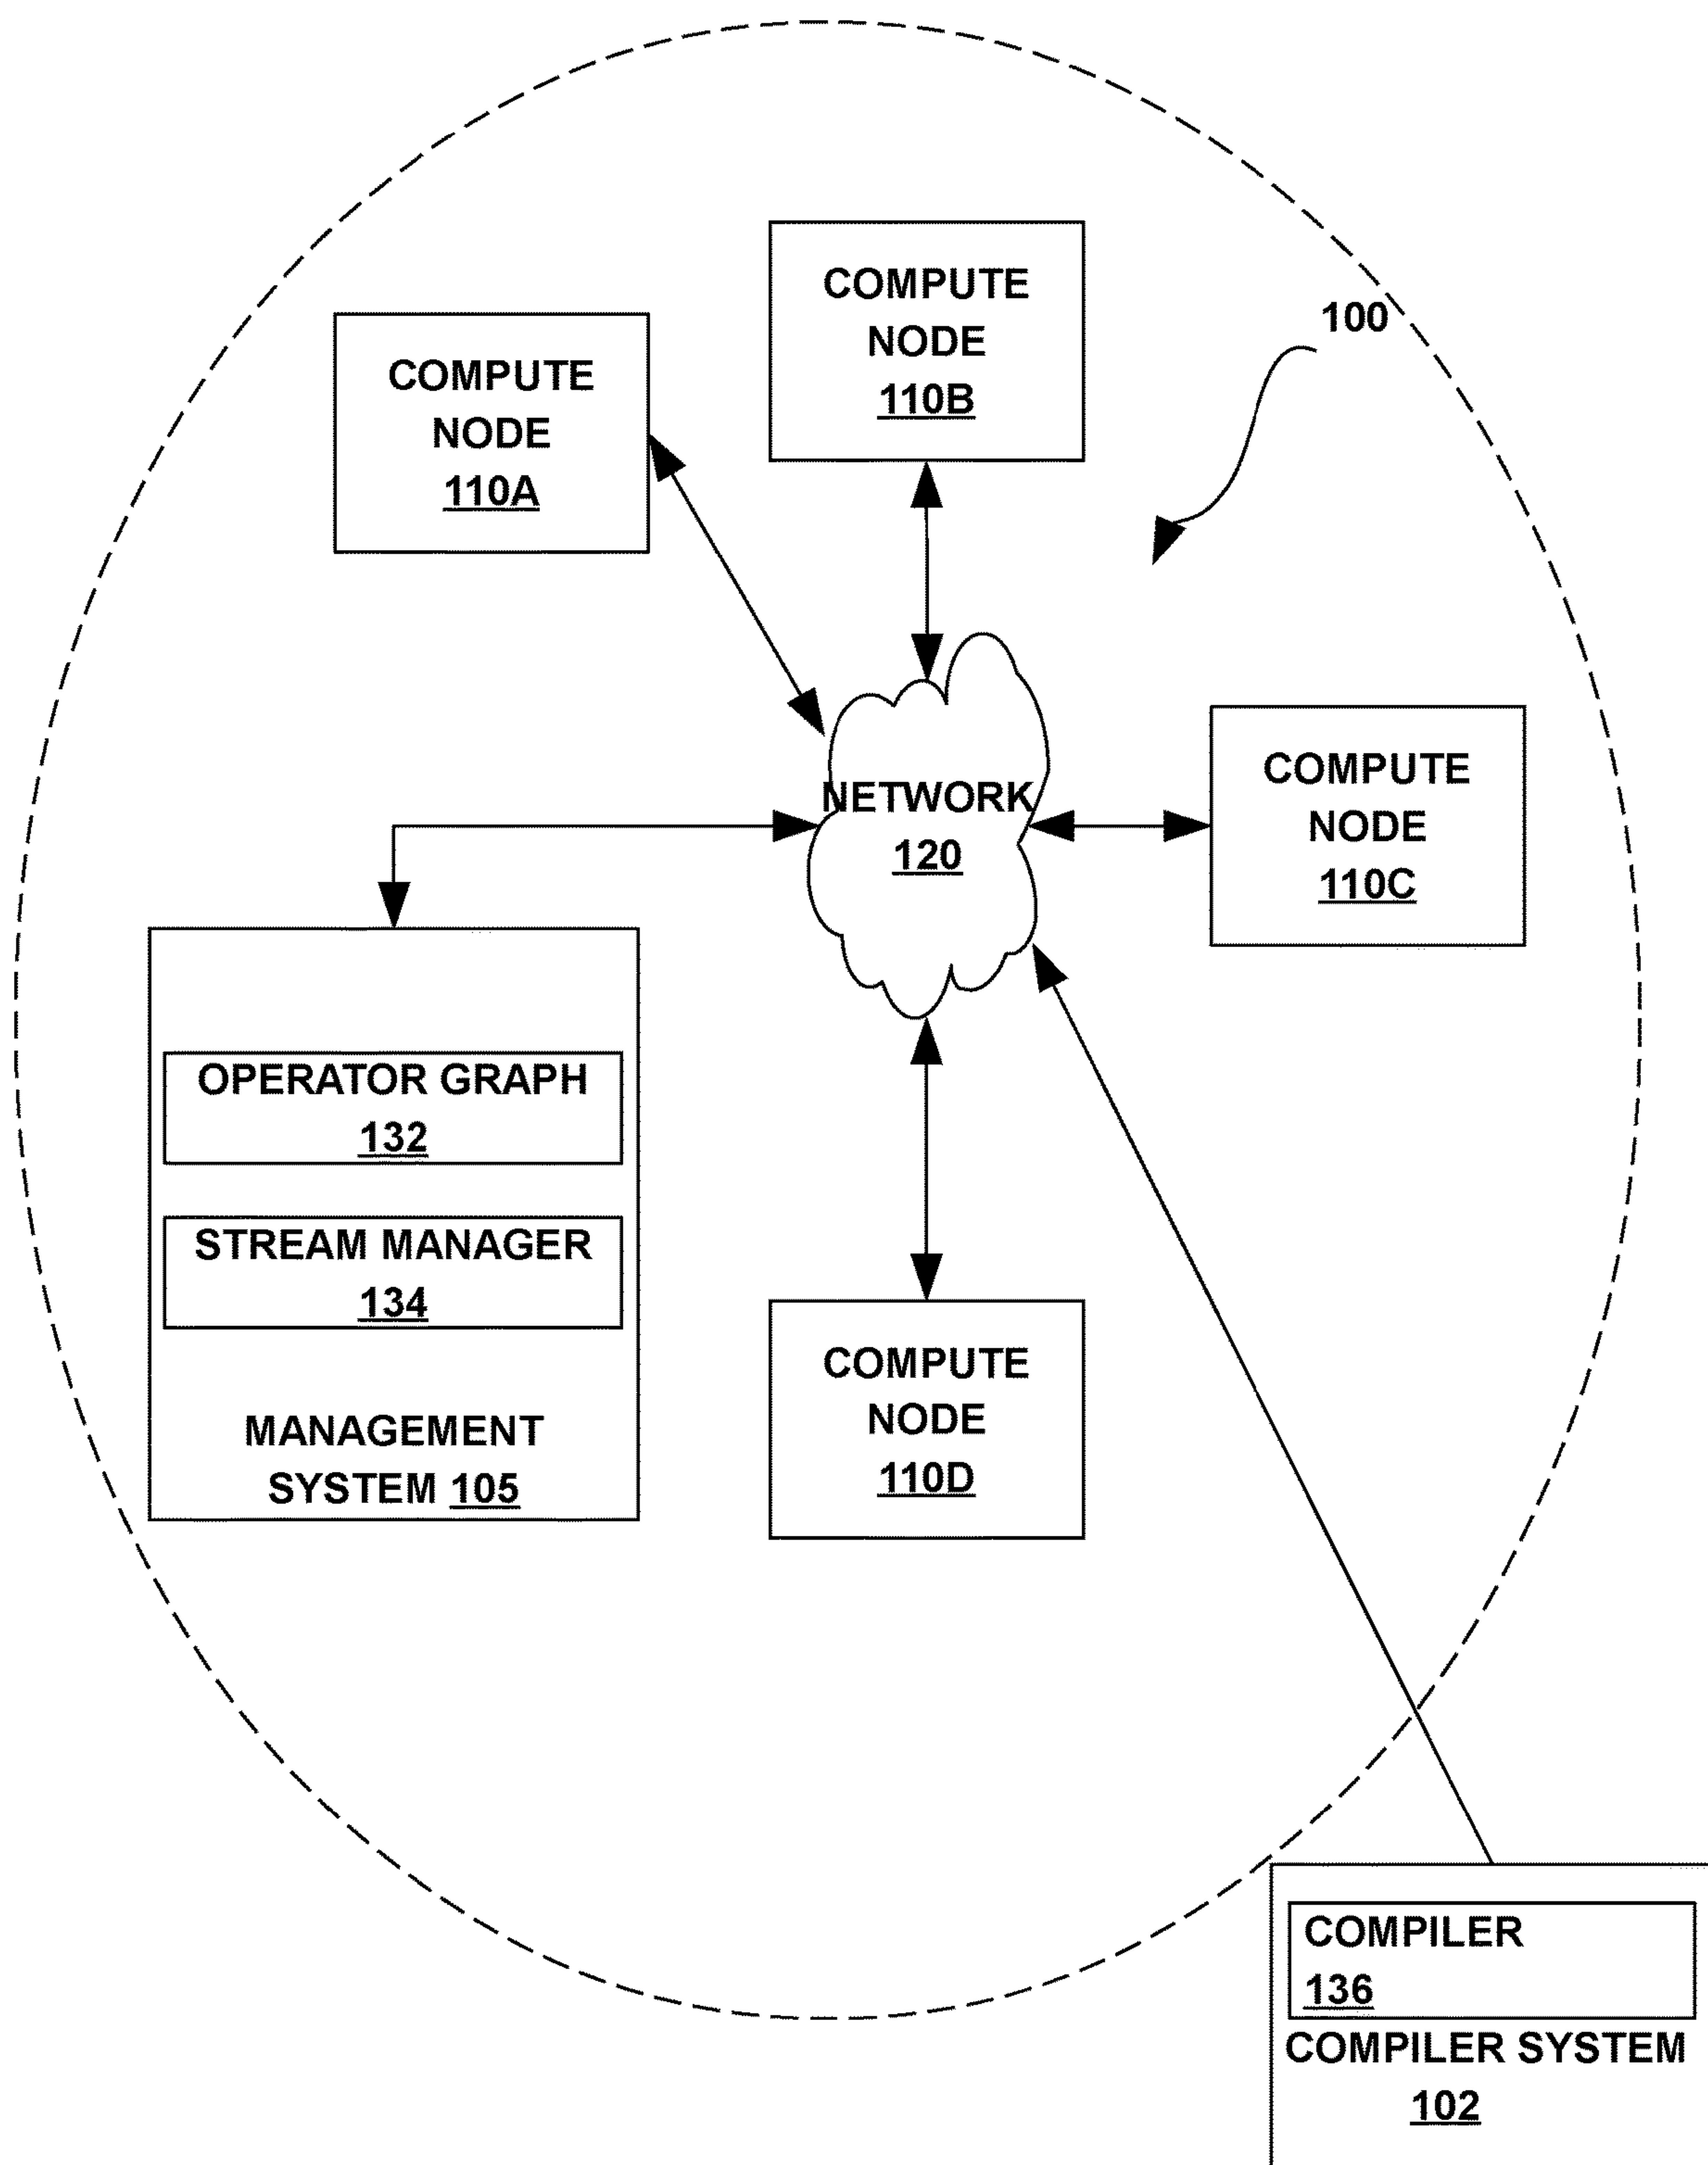 COMPUTE
NODE
110B
100
COMPUTE
NODE
110A
NETWORK
120
COMPUTE
NODE
110C
OPERATOR GRAPH
132
STREAM MANAGER
134
MANAGEMENT
SYSTEM 105
COMPUTE
NODE
110D
COMPILER
136
COMPILER SYSTEM
102